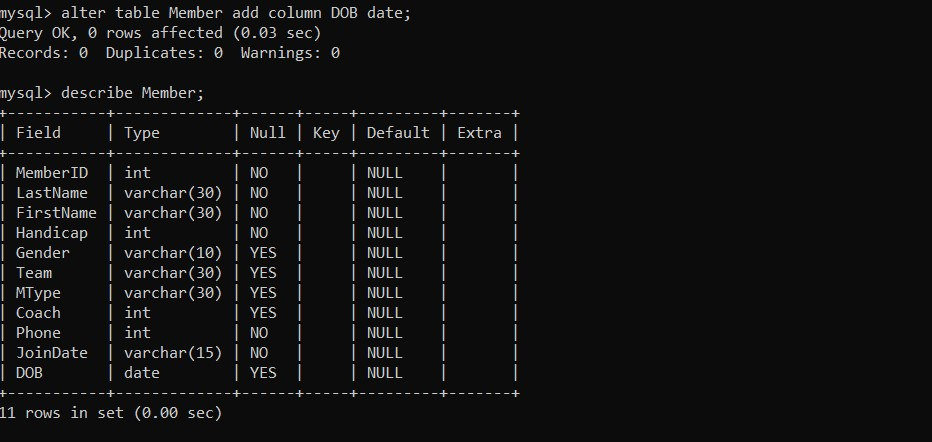 mysql> alter table Member add column DOB date;
Query OK, 0 rows affected (0.03 sec)
Records: 0  Duplicates: 0  Warnings: 0
mysql> describe Member;
+-----------+-------------+------+-----+---------+-------+
| Field     | Type        | Null | Key | Default | Extra |
+-----------+-------------+------+-----+---------+-------+
| MemberID  | int         | NO   |     | NULL    |       |
| LastName  | varchar(30) | NO   |     | NULL    |       |
| FirstName | varchar(30) | NO   |     | NULL    |       |
| Handicap  | int         | NO   |     | NULL    |       |
| Gender    | varchar(10) | YES  |     | NULL    |       |
| Team      | varchar(30) | YES  |     | NULL    |       |
| MType     | varchar(30) | YES  |     | NULL    |       |
| Coach     | int         | YES  |     | NULL    |       |
| Phone     | int         | NO   |     | NULL    |       |
| JoinDate  | varchar(15) | NO   |     | NULL    |       |
| DOB       | date        | YES  |     | NULL    |       |
+-----------+-------------+------+-----+---------+-------+
11 rows in set (0.00 sec)